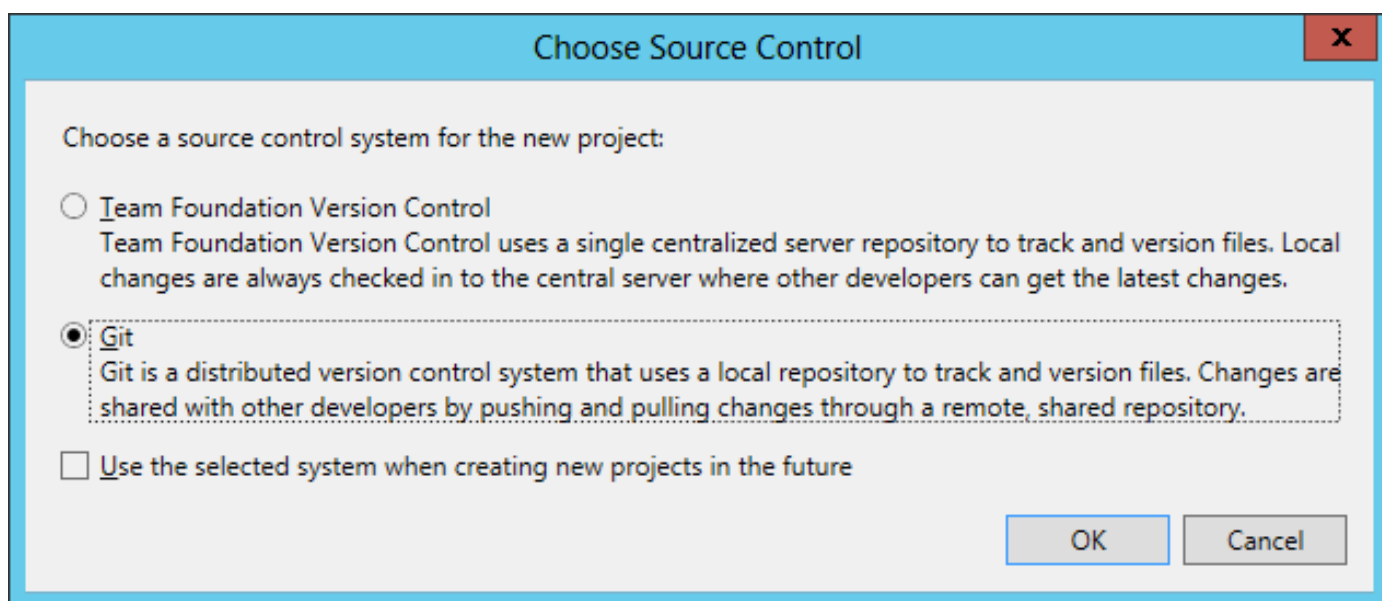 Choose Source Control
x
Choose a source control system for the new project:
Team Foundation Version Control
Team Foundation Version Control uses a single centralized server repository to track and version files. Local
changes are always checked in to the central server where other developers can get the latest changes.
Git
Git is a distributed version control system that uses a local repository to track and version files. Changes are
shared with other developers by pushing and pulling changes through a remote, shared repository.
Use the selected system when creating new projects in the future
OK Cancel